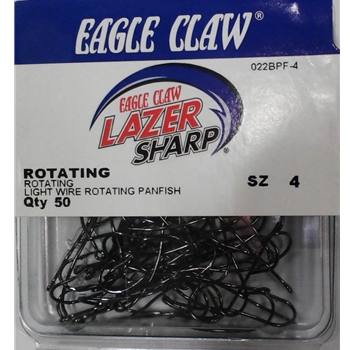 EAGLE CLAW®
022BPF-4
EAGLE CLAW
LAZER
SHARP®
ROTATING
ROTATING
LIGHT WIRE ROTATING PANFISH
Qty 50
SZ 4